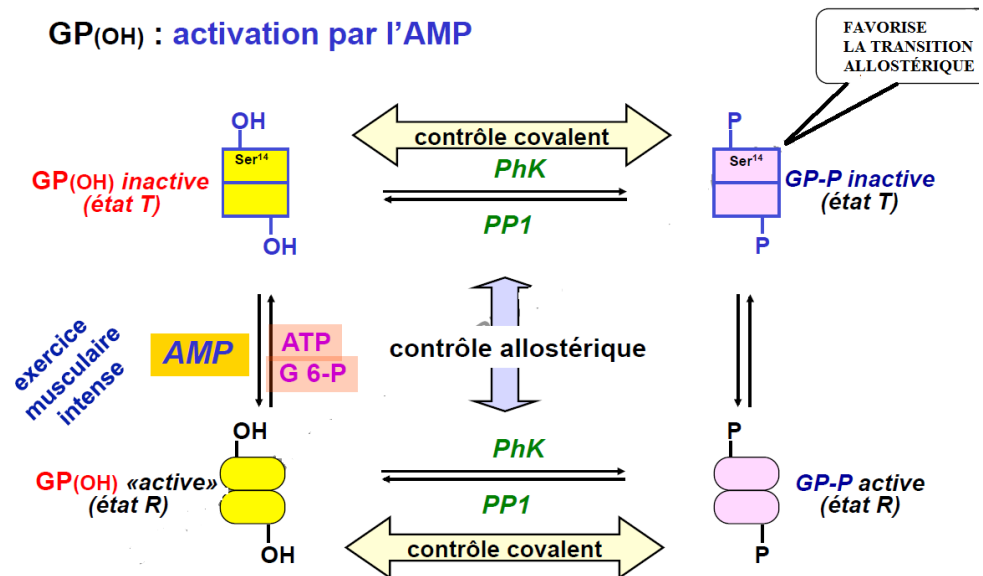 GP(OH) : activation par l'AMP
FAVORISE
LA TRANSITION
ALLOSTÉRIQUE
OH
Ser14
OH
GP(OH) inactive
(état T)
contrôle covalent
PhK
PP1
P
Ser14
P
GP-P inactive
(état T)
exercice
musculaire
intense
AMP
ATP
G 6-P
contrôle allostérique
OH
OH
GP(OH) «active»
(état R)
PhK
PP1
contrôle covalent
P
P
GP-P active
(état R)